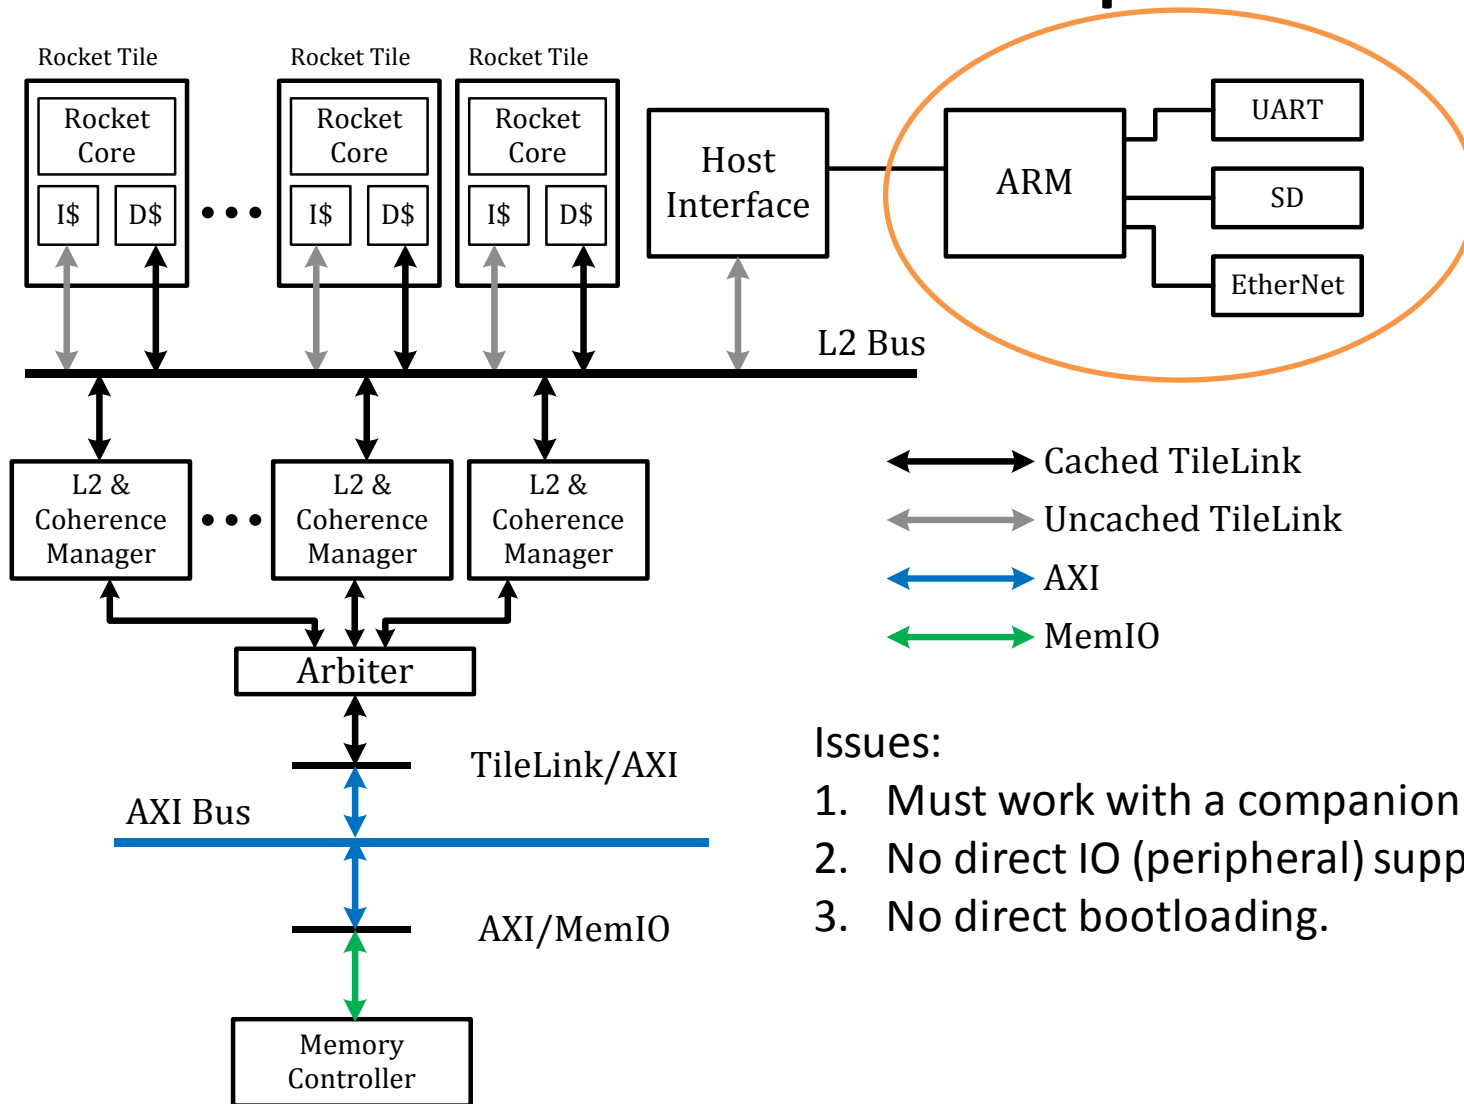 Rocket Tile
Rocket Tile
Rocket Tile
Rocket
Core
I$
D$
Rocket
Core
I$
D$
Rocket
Core
I$
D$
Host
Interface
ARM
UART
SD
EtherNet
L2 Bus
L2 &
Coherence
Manager
L2 &
Coherence
Manager
L2 &
Coherence
Manager
Cached TileLink
Uncached TileLink
AXI
MemIO
Arbiter
TileLink/AXI
AXI Bus
AXI/MemIO
Memory
Controller
Issues:
1. Must work with a companion
2. No direct IO (peripheral) supp
3. No direct bootloading.